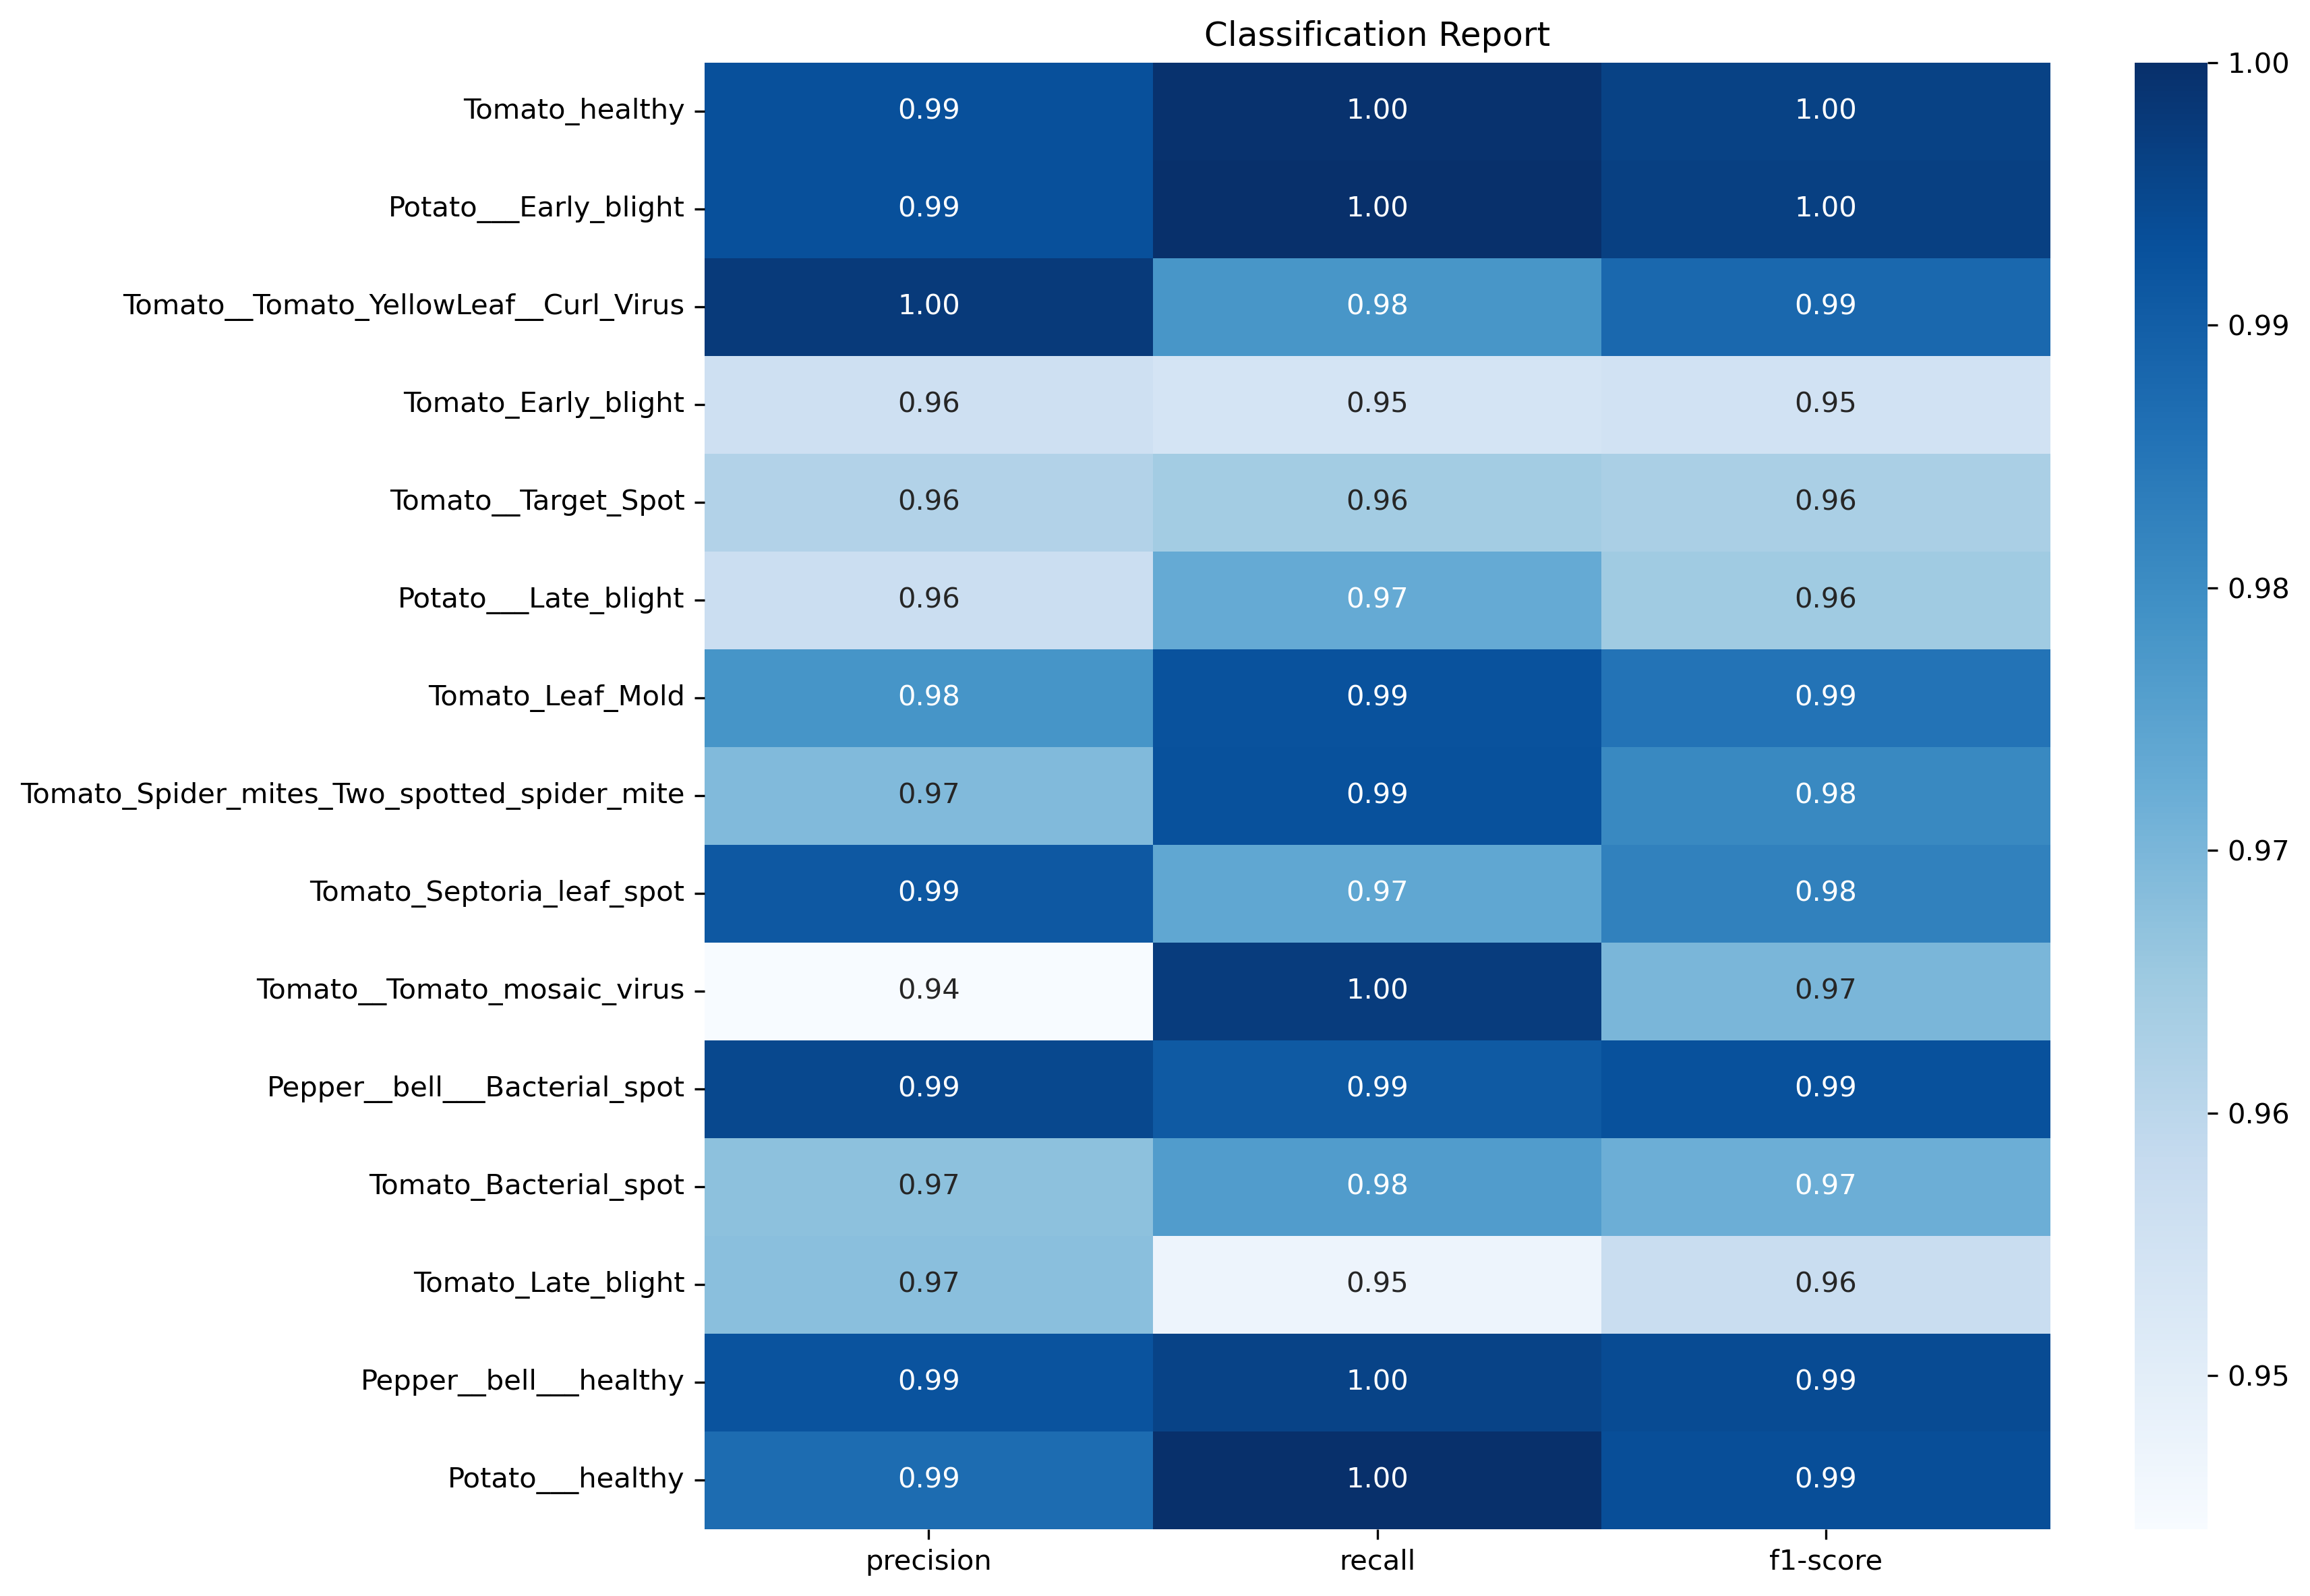 Classification Report
Tomato_healthy 0.99 1.00 1.00
Potato___Early_blight 0.99 1.00 1.00
Tomato__Tomato_YellowLeaf__Curl_Virus 1.00 0.98 0.99
Tomato_Early_blight 0.96 0.95 0.95
Tomato__Target_Spot 0.96 0.96 0.96
Potato___Late_blight 0.96 0.97 0.96
Tomato_Leaf_Mold 0.98 0.99 0.99
Tomato_Spider_mites_Two_spotted_spider_mite 0.97 0.99 0.98
Tomato_Septoria_leaf_spot 0.99 0.97 0.98
Tomato__Tomato_mosaic_virus 0.94 1.00 0.97
Pepper__bell___Bacterial_spot 0.99 0.99 0.99
Tomato_Bacterial_spot 0.97 0.98 0.97
Tomato_Late_blight 0.97 0.95 0.96
Pepper__bell___healthy 0.99 1.00 0.99
Potato___healthy 0.99 1.00 0.99
precision recall f1-score
1.00
0.99
0.98
0.97
0.96
0.95